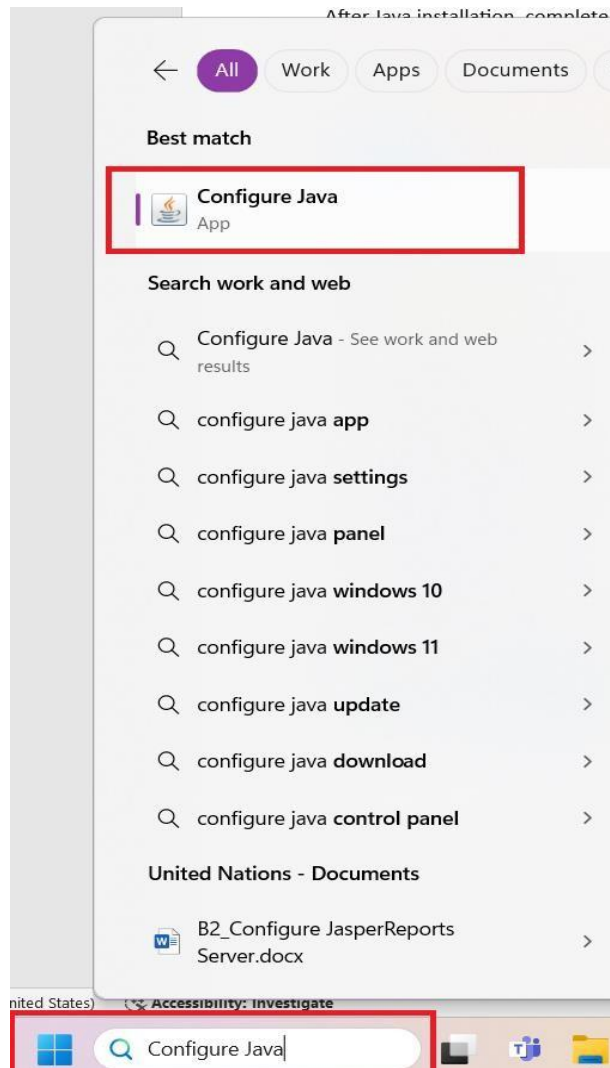 After Java installation, complete
All Work Apps Documents
Best match
Configure Java
App
Search work and web
Configure Java - See work and web
results
configure java app
configure java settings
configure java panel
configure java windows 10
configure java windows 11
configure java update
configure java download
configure java control panel
United Nations - Documents
B2_Configure JasperReports
Server.docx
nited States) Accessibility: Investigate
Configure Java